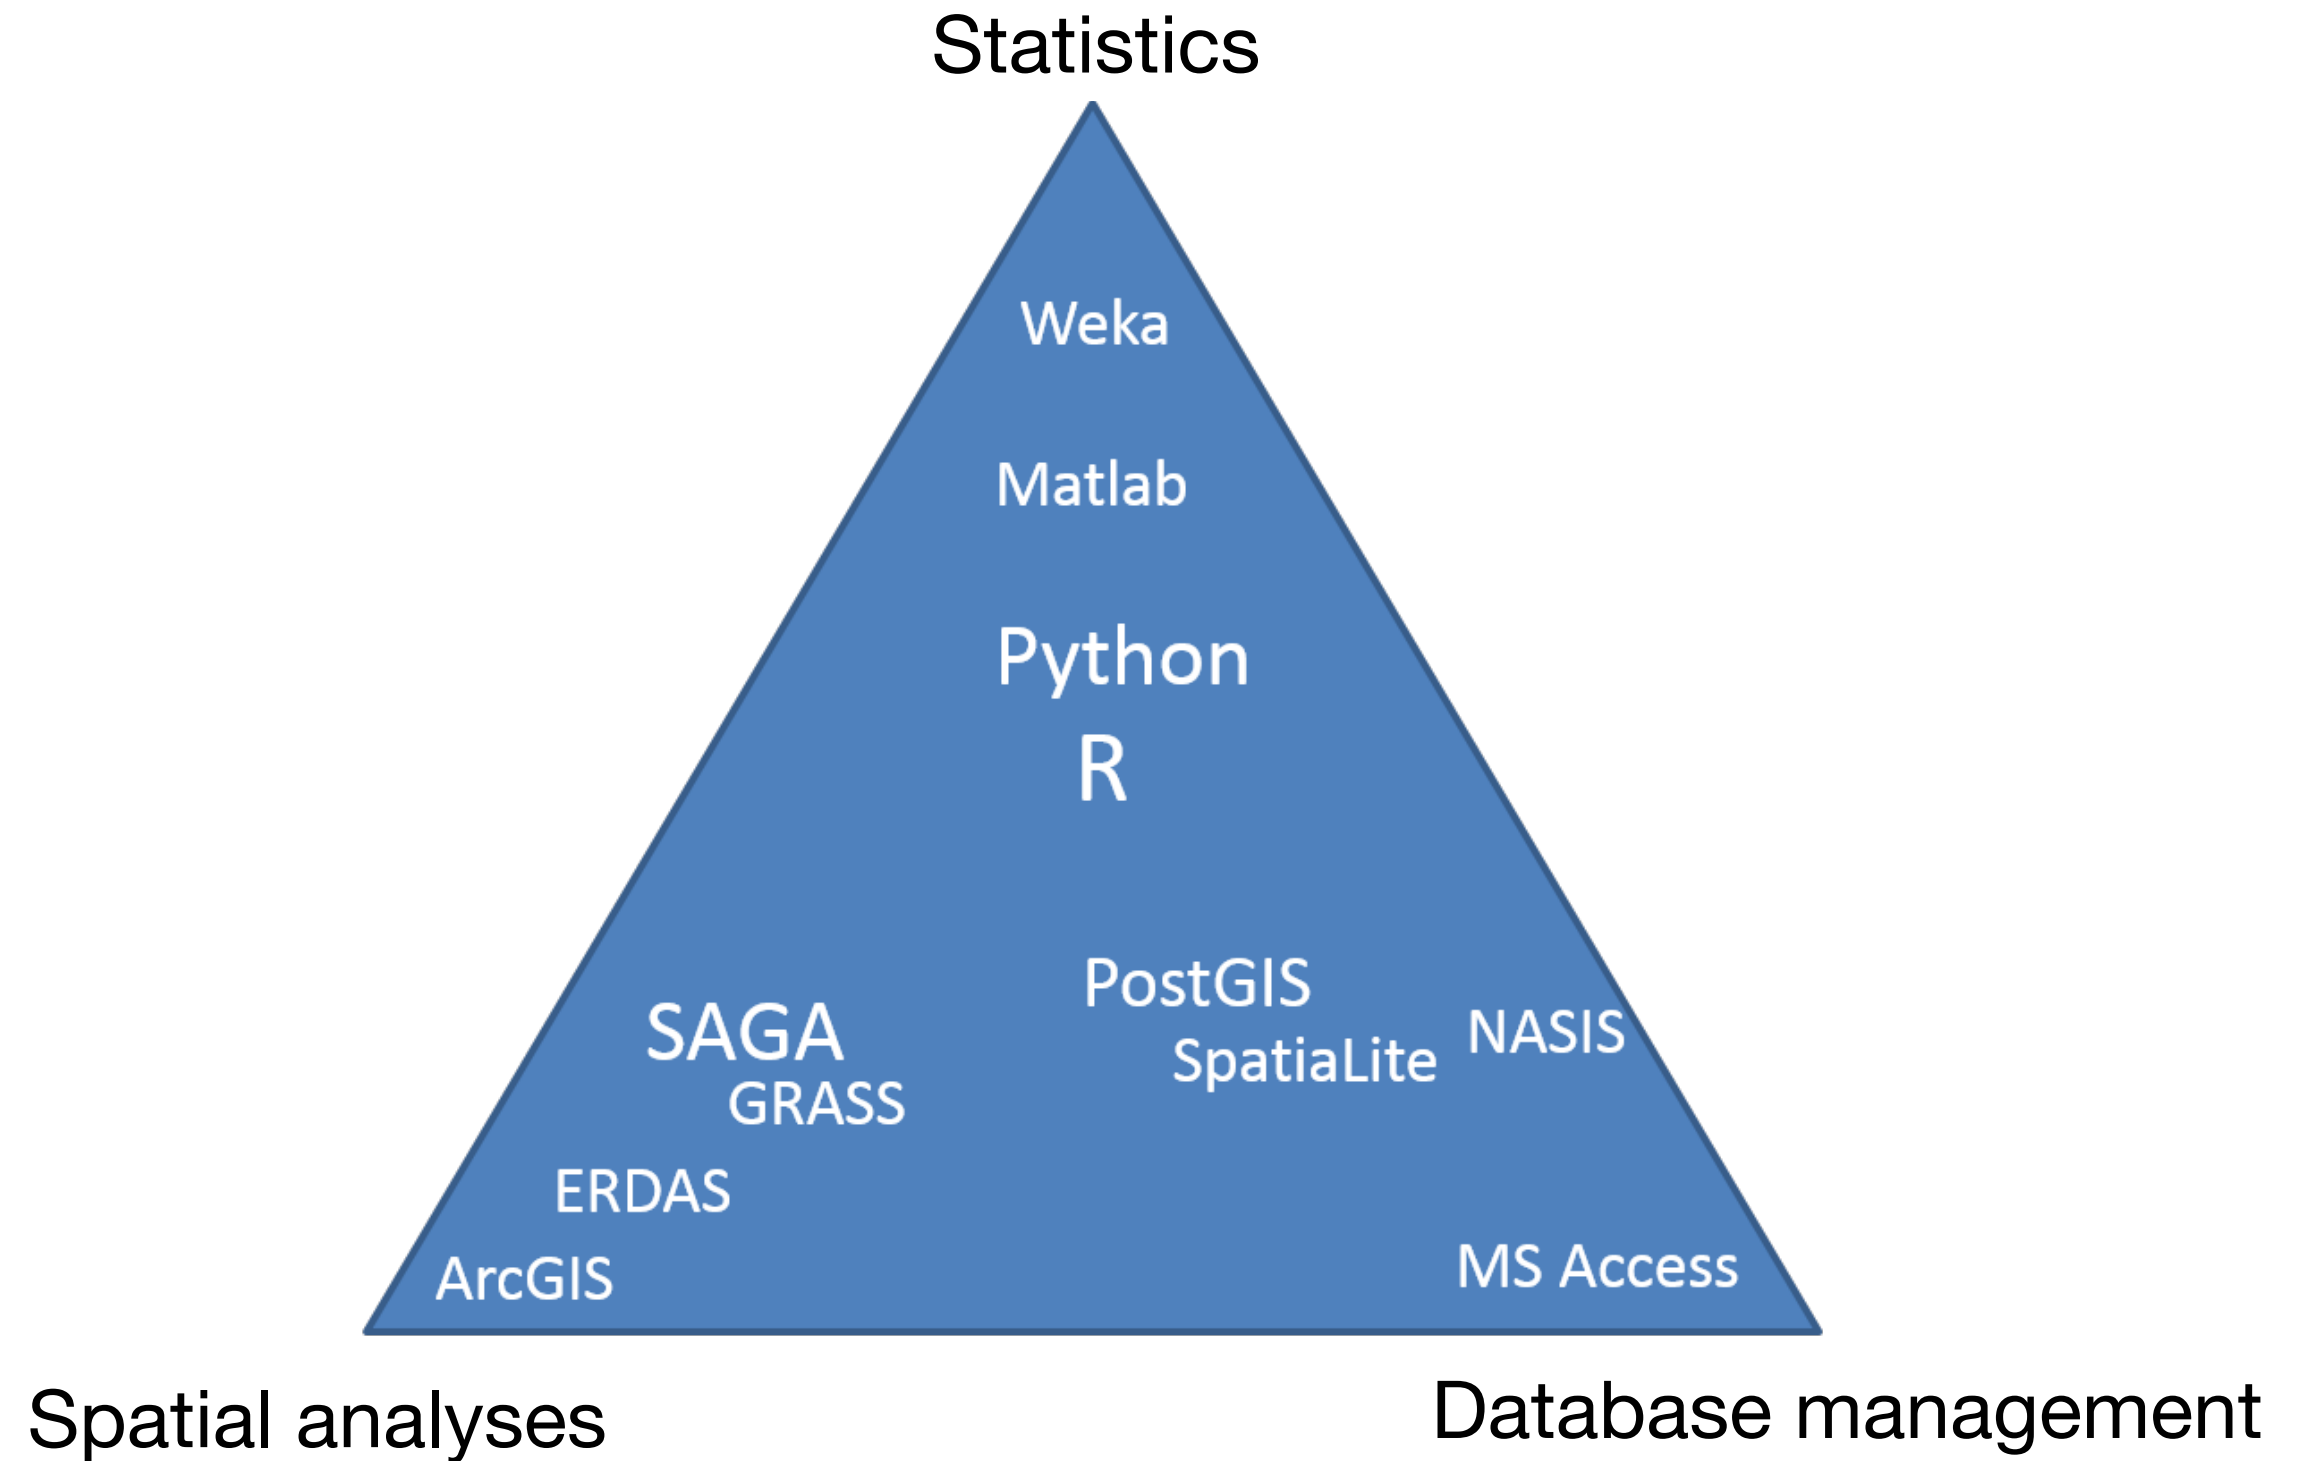 Statistics
Weka
Matlab
Python
R
PostGIS
SAGA
NASIS
SpatiaLite
GRASS
ERDAS
MS Access
ArcGIS
Spatial analyses
Database management